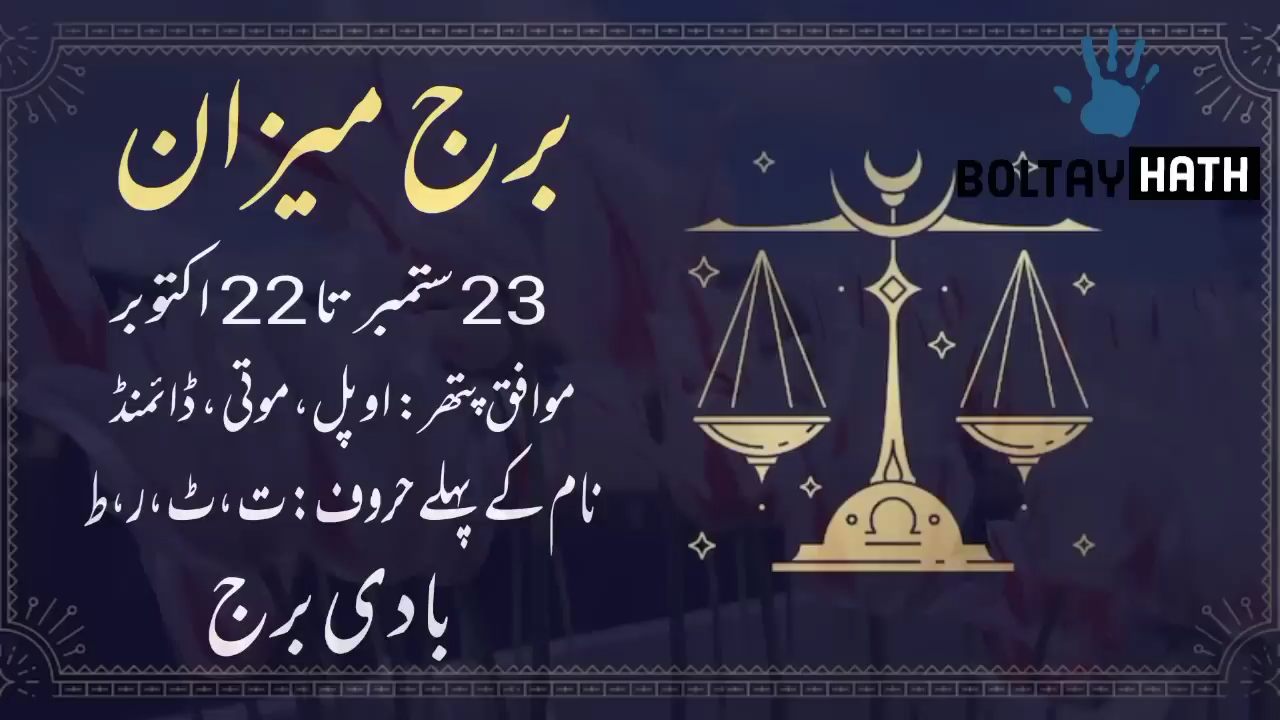 برج میزان
23 ستمبر تا 22 اکتوبر
موافق پتھر : اوپل، موتی، ڈائمنڈ
نام کے پہلے حروف : ت، ٹ، ر، ط
بادی برج
BOLTAY HATH